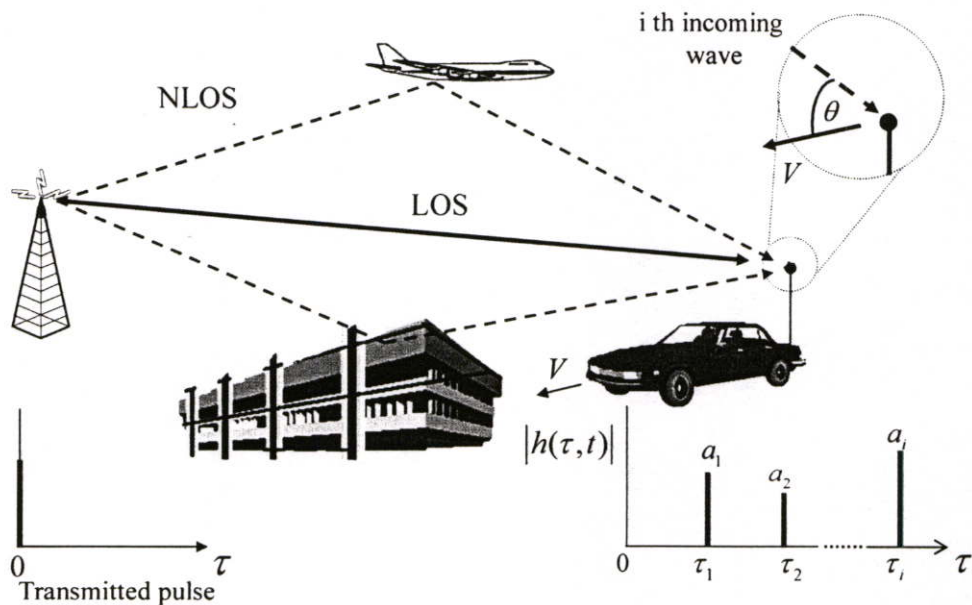 i th incoming
wave
NLOS
θ
V
LOS
V
|h(τ,t)|
a₁
a₂
aᵢ
0
τ
0
τ₁
τ₂
τᵢ
τ
Transmitted pulse